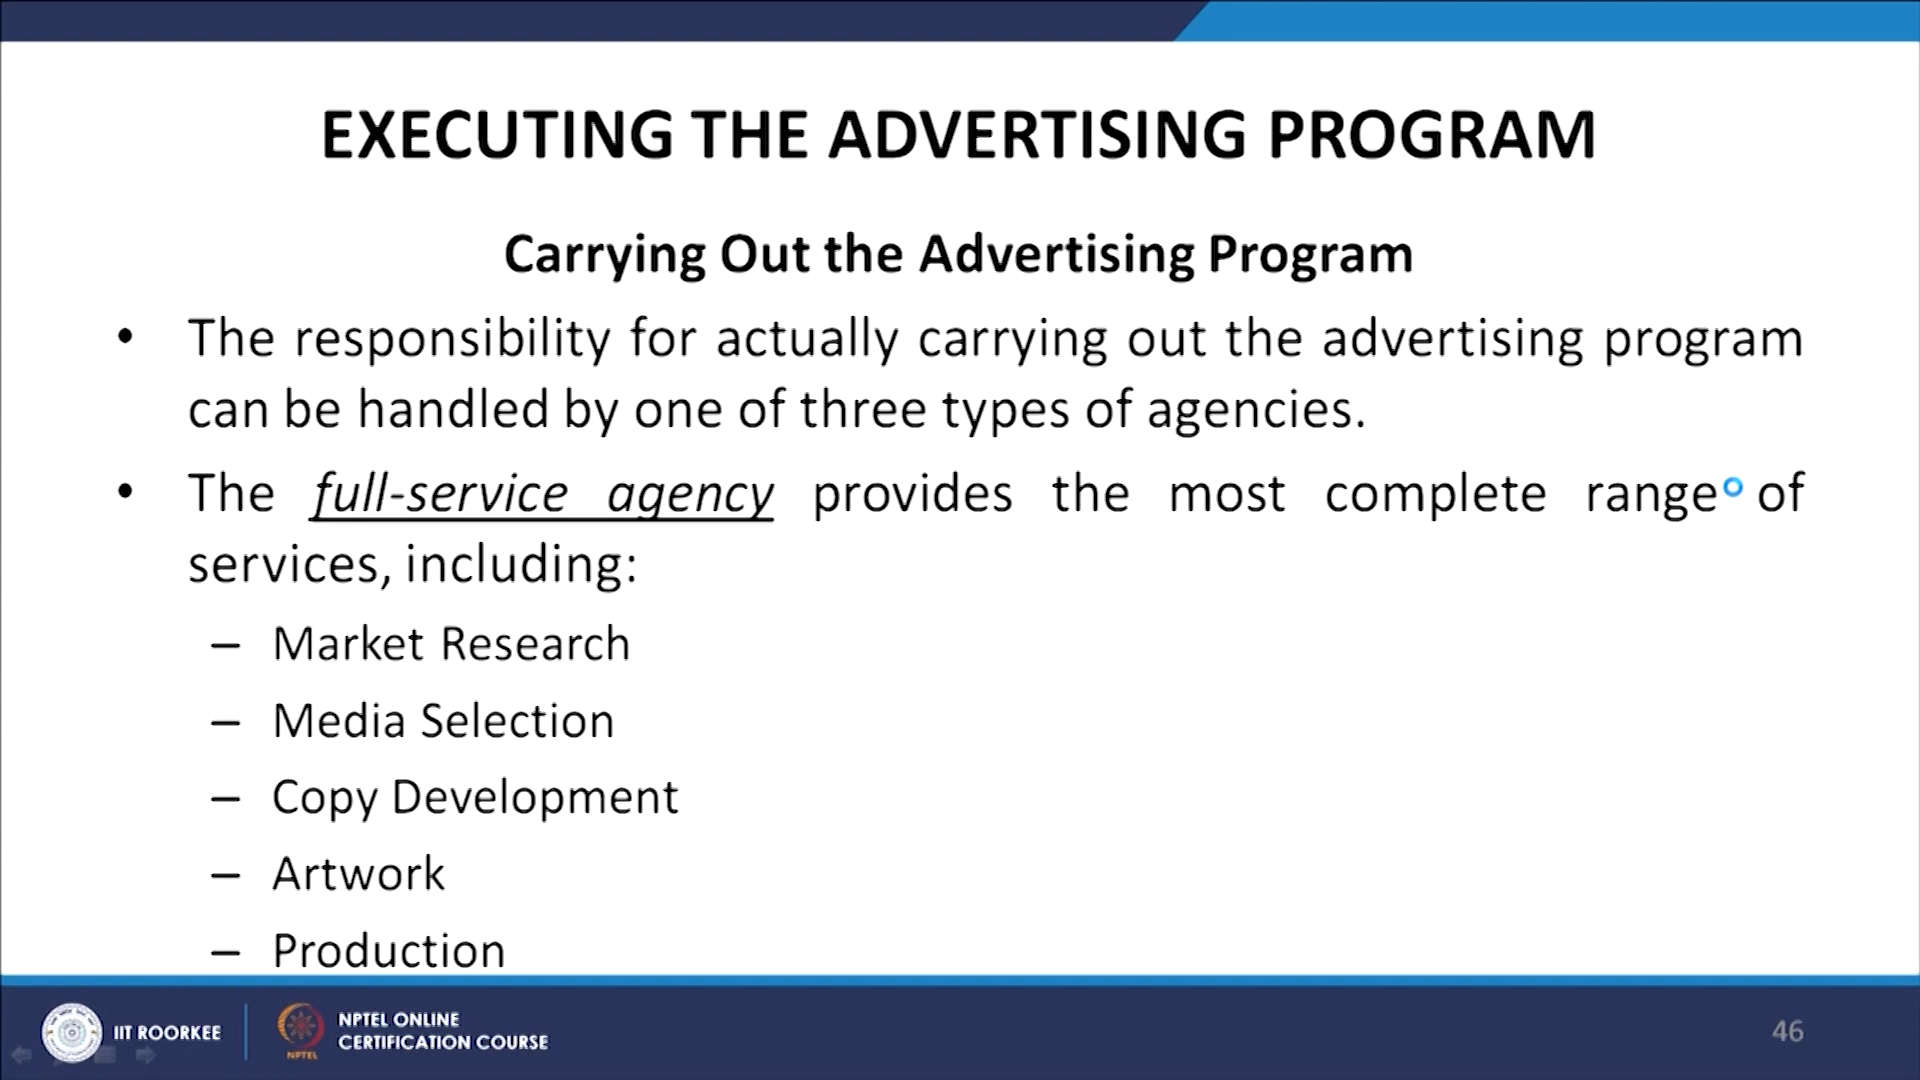 EXECUTING THE ADVERTISING PROGRAM
Carrying Out the Advertising Program
• The responsibility for actually carrying out the advertising program
can be handled by one of three types of agencies.
• The full-service agency provides the most complete range of
services, including:
– Market Research
– Media Selection
– Copy Development
– Artwork
– Production
IIT ROORKEE
NPTEL
NPTEL ONLINE
CERTIFICATION COURSE
46